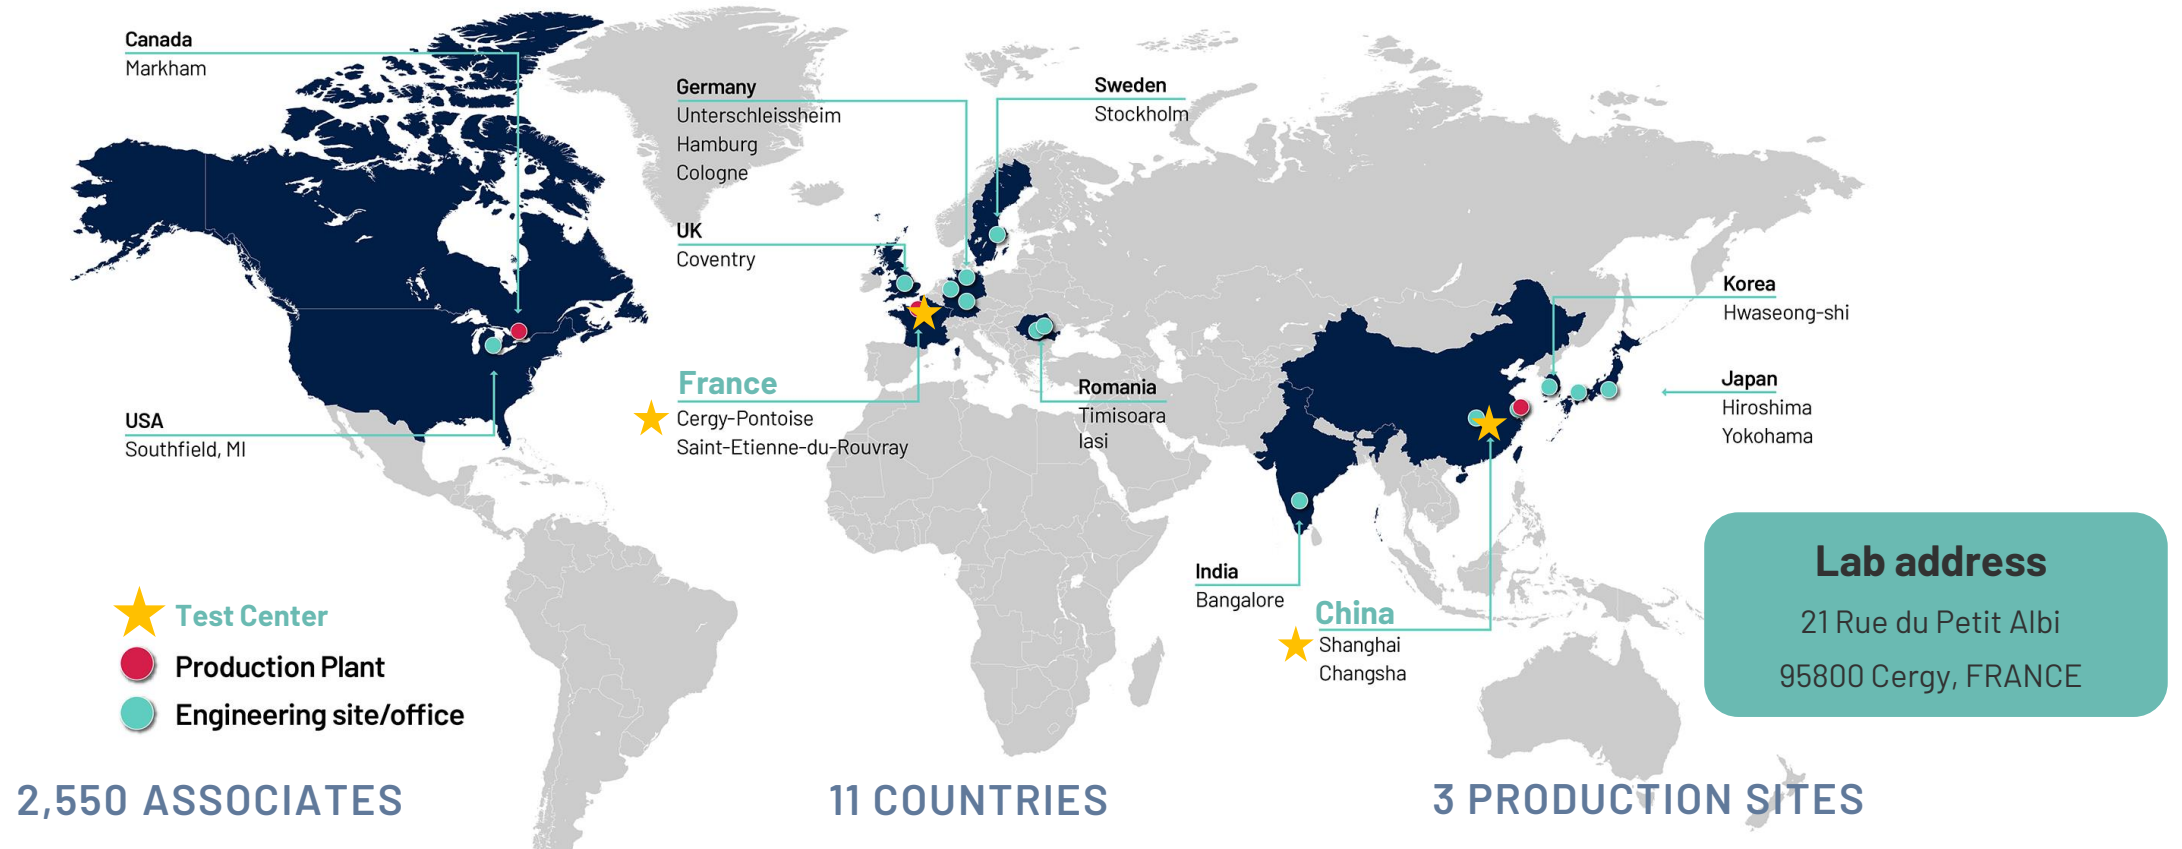 Canada
Markham
Germany
Unterschleissheim
Hamburg
Cologne
Sweden
Stockholm
UK
Coventry
Korea
Hwaseong-shi
France
Cergy-Pontoise
Saint-Etienne-du-Rouvray
Romania
Timisoara
Iasi
Japan
Hiroshima
Yokohama
USA
Southfield, MI
India
Bangalore
China
Shanghai
Changsha
Lab address
21 Rue du Petit Albi
95800 Cergy, FRANCE
Test Center
Production Plant
Engineering site/office
2,550 ASSOCIATES
11 COUNTRIES
3 PRODUCTION SITES